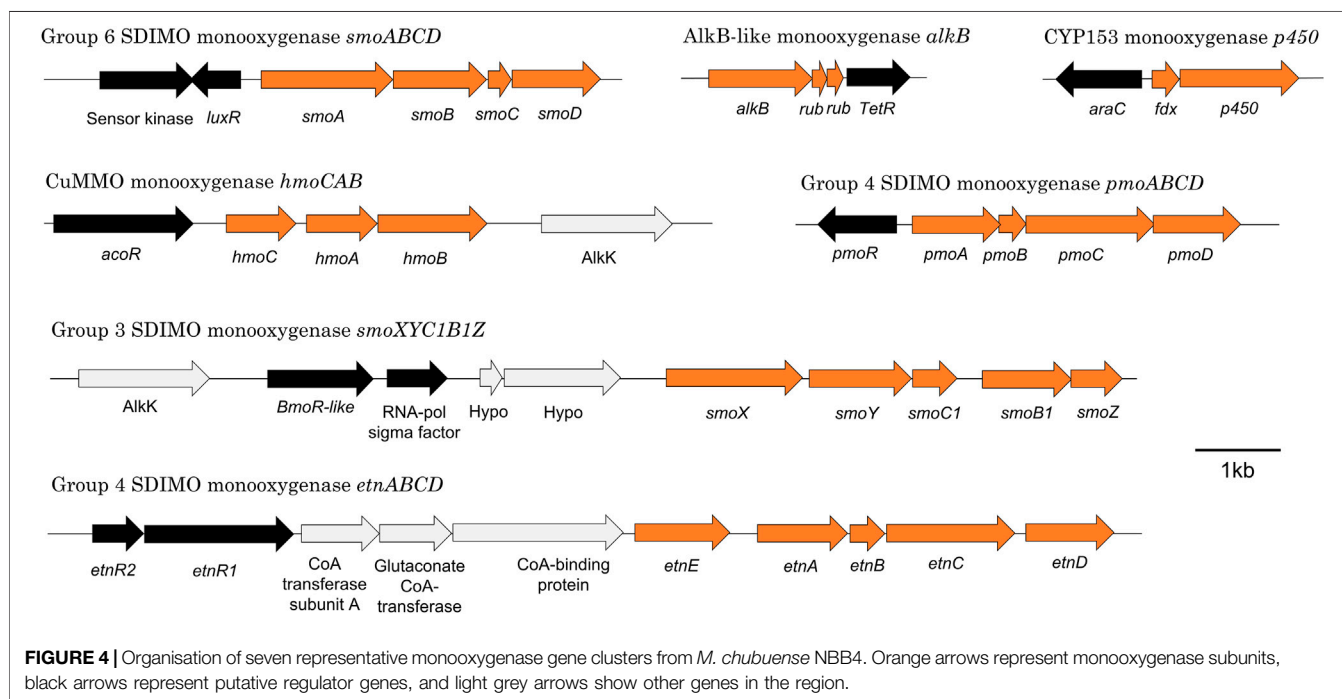 Group 6 SDIMO monooxygenase smoABCD
Sensor kinase luxR smoA smoB smoC smoD
AlkB-like monooxygenase alkB
alkB rub rub TetR
CYP153 monooxygenase p450
araC fdx p450
CuMMO monooxygenase hmoCAB
acoR hmoC hmoA hmoB AlkK
Group 4 SDIMO monooxygenase pmoABCD
pmoR pmoA pmoB pmoC pmoD
Group 3 SDIMO monooxygenase smoXYC1B1Z
AlkK BmoR-like RNA-pol Hypo Hypo smoX smoY smoC1 smoB1 smoZ
sigma factor
1kb
Group 4 SDIMO monooxygenase etnABCD
etnR2 etnR1 CoA Glutaconate CoA-binding etnE etnA etnB etnC etnD
transferase CoA- protein
subunit A transferase
FIGURE 4 | Organisation of seven representative monooxygenase gene clusters from M. chubuense NBB4. Orange arrows represent monooxygenase subunits,
black arrows represent putative regulator genes, and light grey arrows show other genes in the region.